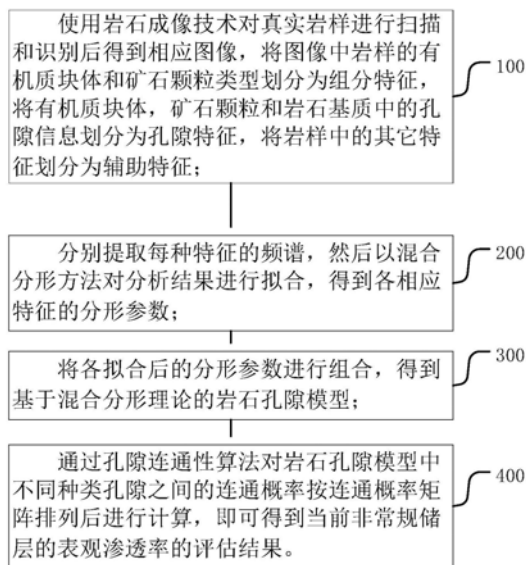 使用岩石成像技术对真实岩样进行扫描
和识别后得到相应图像，将图像中岩样的有
机质块体和矿石颗粒类型划分为组分特征，
将有机质块体，矿石颗粒和岩石基质中的孔
隙信息划分为孔隙特征，将岩样中的其它特
征划分为辅助特征；
100
分别提取每种特征的频谱，然后以混合
分形方法对分析结果进行拟合，得到各相应
特征的分形参数；
200
将各拟合后的分形参数进行组合，得到
基于混合分形理论的岩石孔隙模型；
300
通过孔隙连通性算法对岩石孔隙模型中
不同种类孔隙之间的连通概率按连通概率矩
阵排列后进行计算，即可得到当前非常规储
层的表观渗透率的评估结果。
400